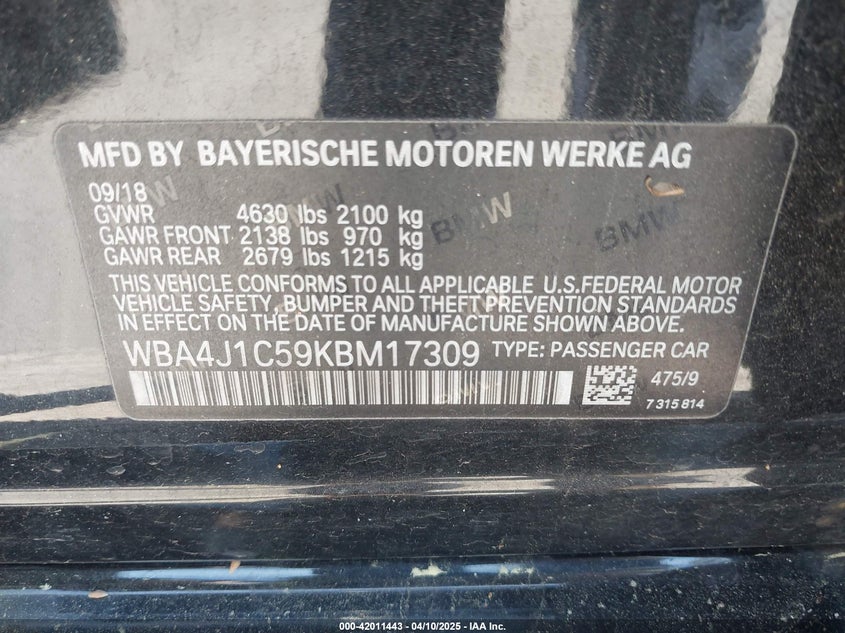 MFD BY BAYERISCHE MOTOREN WERKE AG
09/18
GVWR 4630 lbs 2100 kg
GAWR FRONT 2138 lbs 970 kg
GAWR REAR 2679 lbs 1215 kg
THIS VEHICLE CONFORMS TO ALL APPLICABLE U.S.FEDERAL MOTOR
VEHICLE SAFETY, BUMPER AND THEFT PREVENTION STANDARDS
IN EFFECT ON THE DATE OF MANUFACTURE SHOWN ABOVE.
WBA4J1C59KBM17309 TYPE: PASSENGER CAR
475/9
7 315 814
BMW
BMW
000-42011443 - 04/10/2025 - IAA Inc.